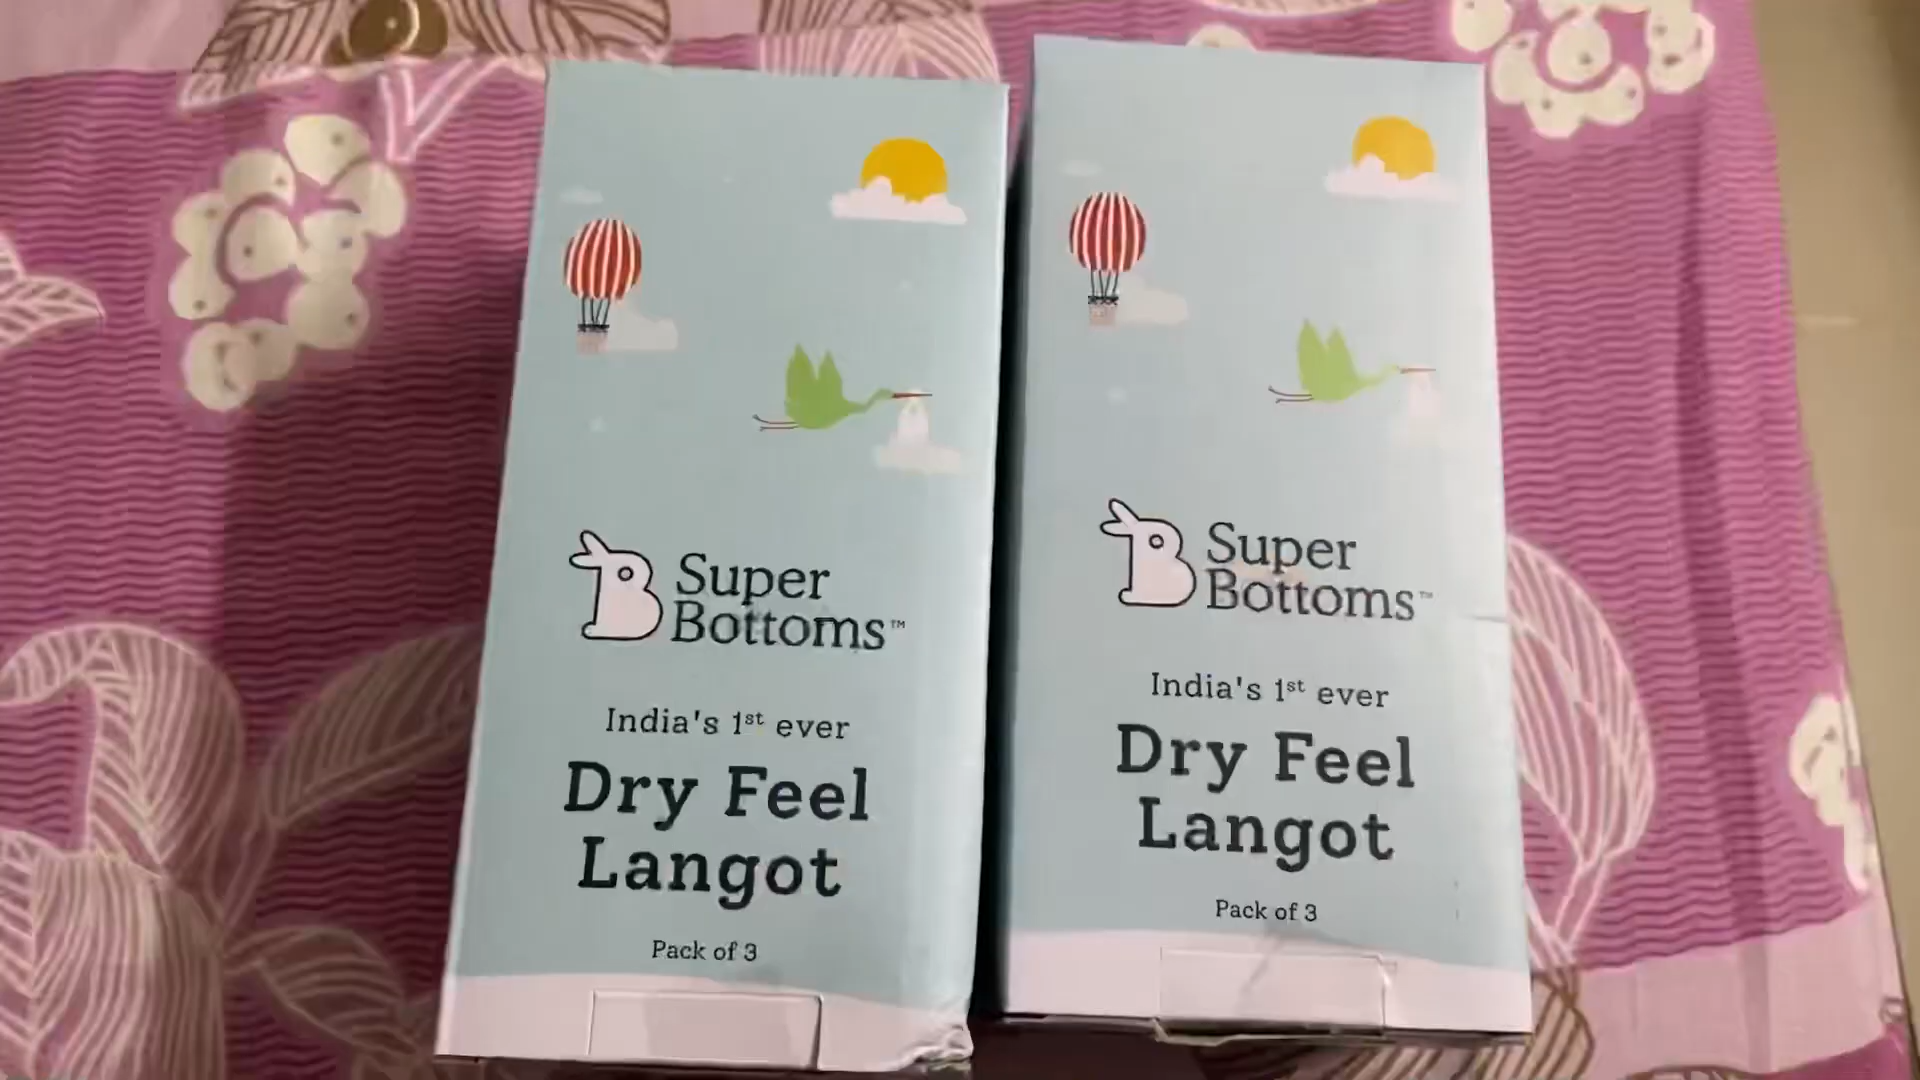 Super
Bottoms™
India's 1st ever
Dry Feel
Langot
Pack of 3
Super
Bottoms™
India's 1st ever
Dry Feel
Langot
Pack of 3